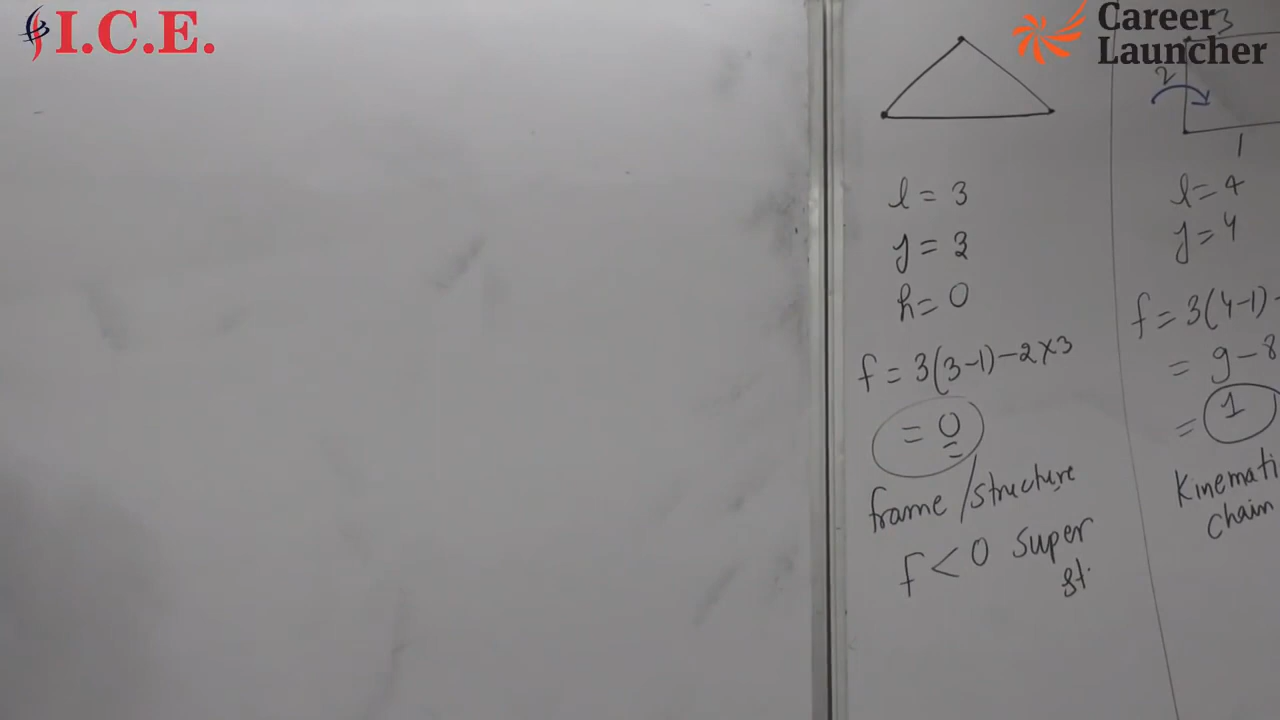 I.C.E.
Career
Launcher
l = 3
j = 3
h = 0
f = 3(3-1)-2×3
= 0
frame/structure
f < 0 super
st.
3
2
1
l = 4
j = 4
f = 3(4-1)-
= 9-8
= 1
Kinemati
chain